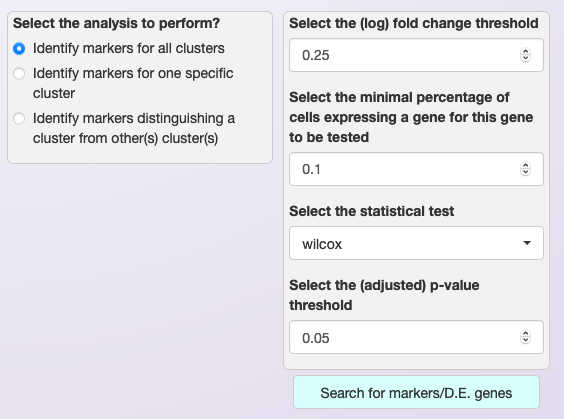 Select the analysis to perform?
Identify markers for all clusters
Identify markers for one specific
cluster
Identify markers distinguishing a
cluster from other(s) cluster(s)
Select the (log) fold change threshold
0.25
Select the minimal percentage of
cells expressing a gene for this gene
to be tested
0.1
Select the statistical test
wilcox
Select the (adjusted) p-value
threshold
0.05
Search for markers/D.E. genes